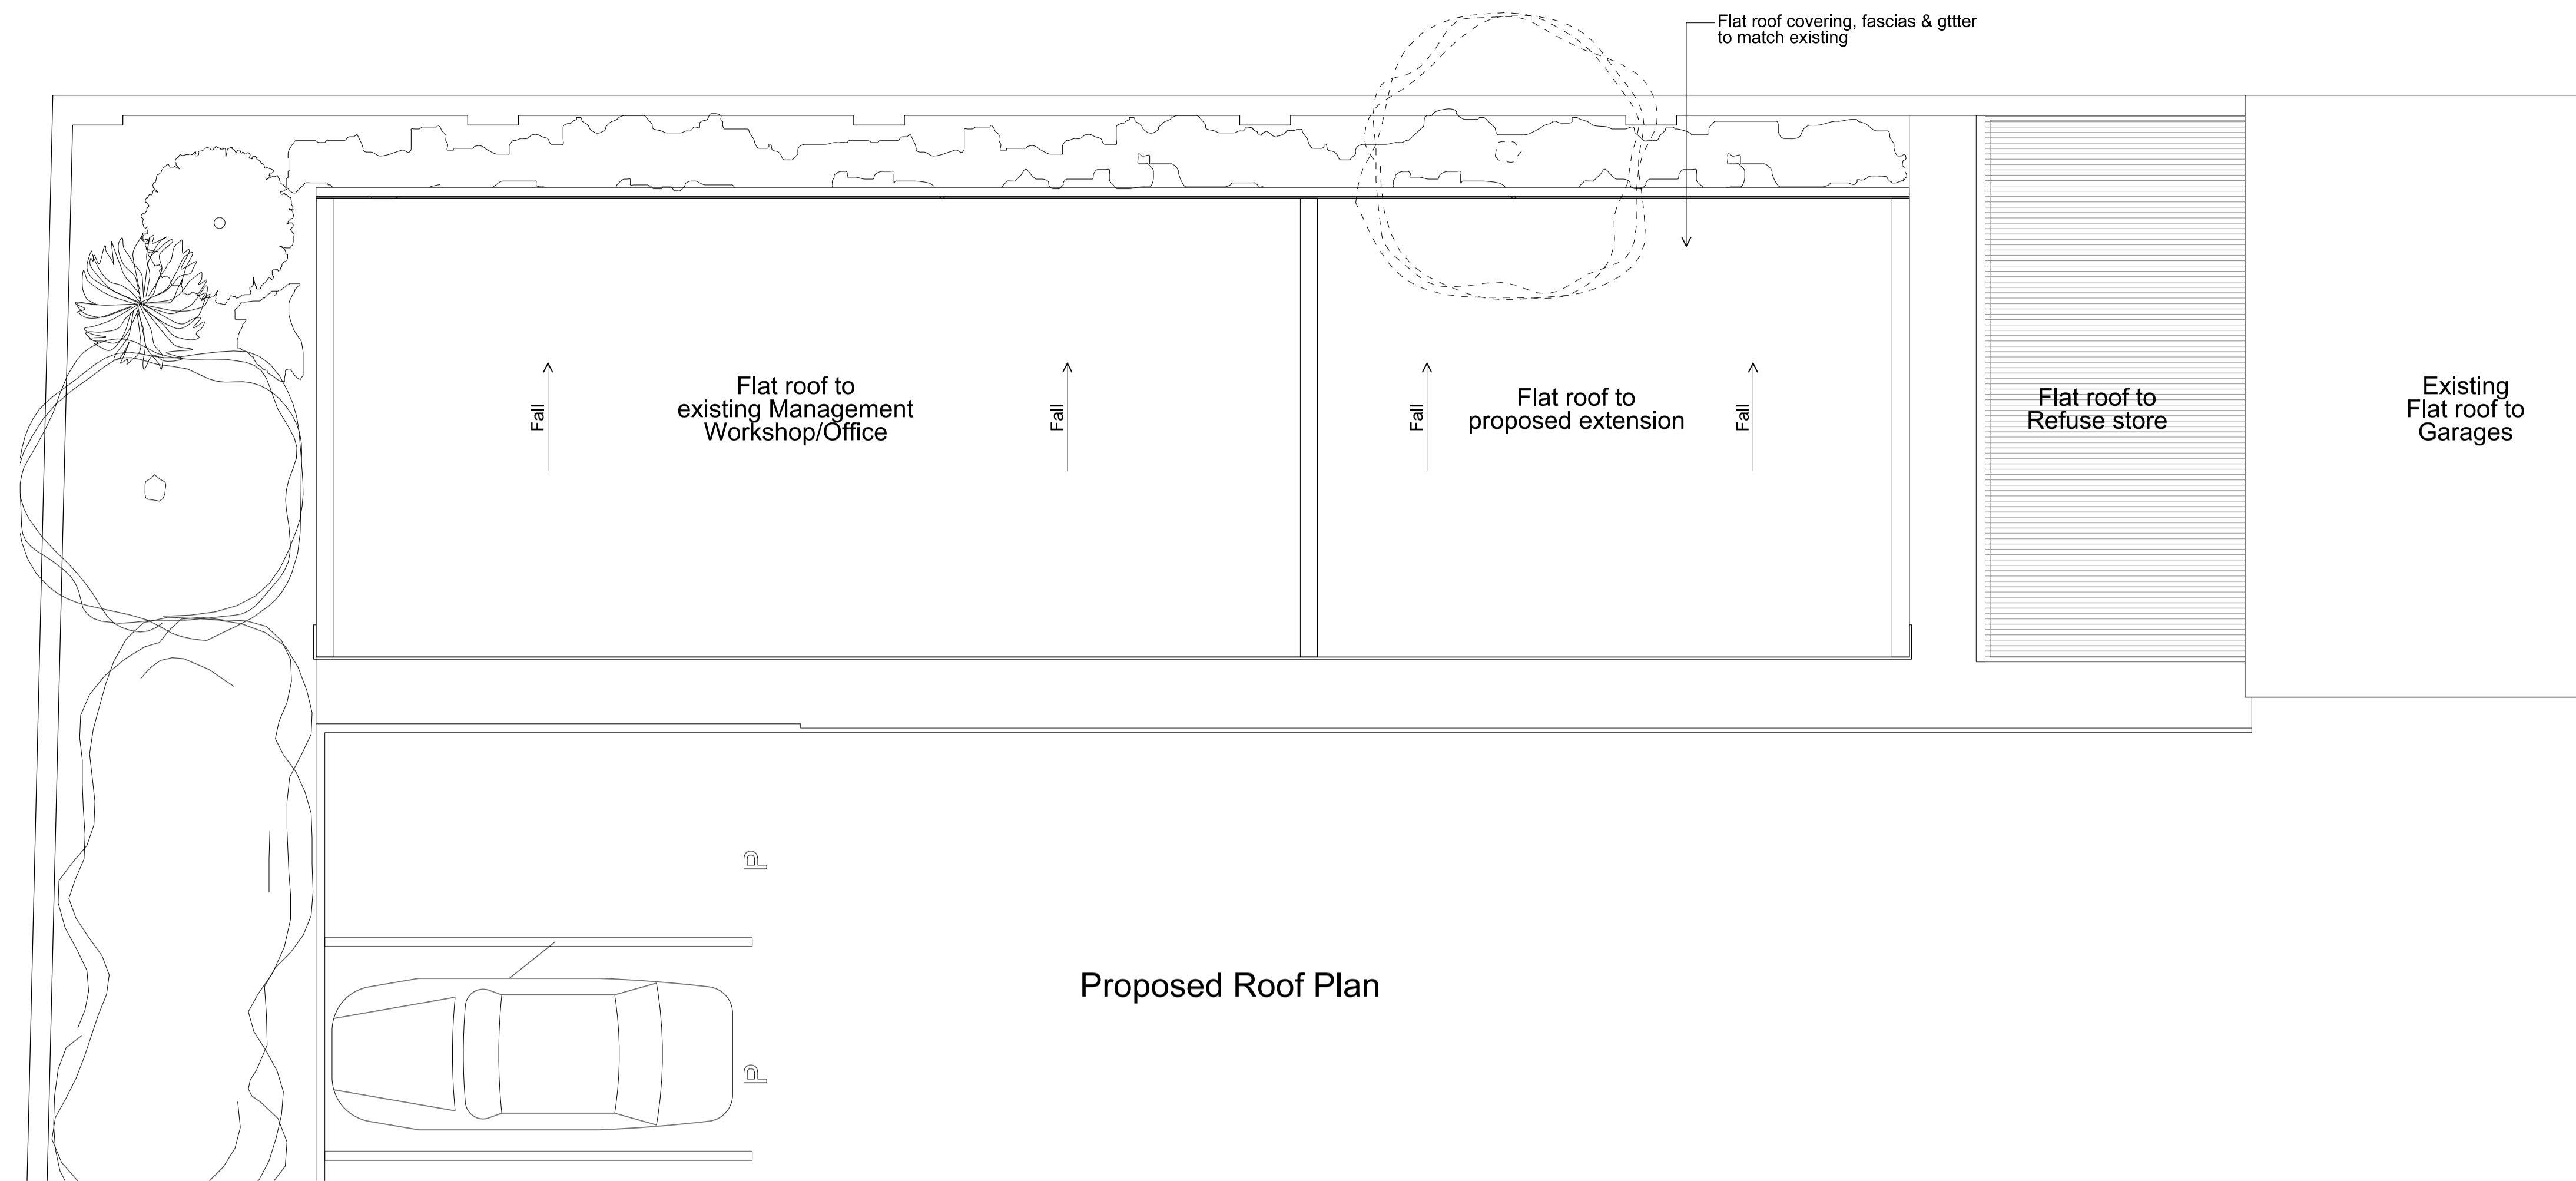 Flat roof covering, fascias & gttter
to match existing
Fall
Flat roof to
existing Management
Workshop/Office
Fall
Fall
Flat roof to
proposed extension
Fall
Flat roof to
Refuse store
Existing
Flat roof to
Garages
P
Proposed Roof Plan
P